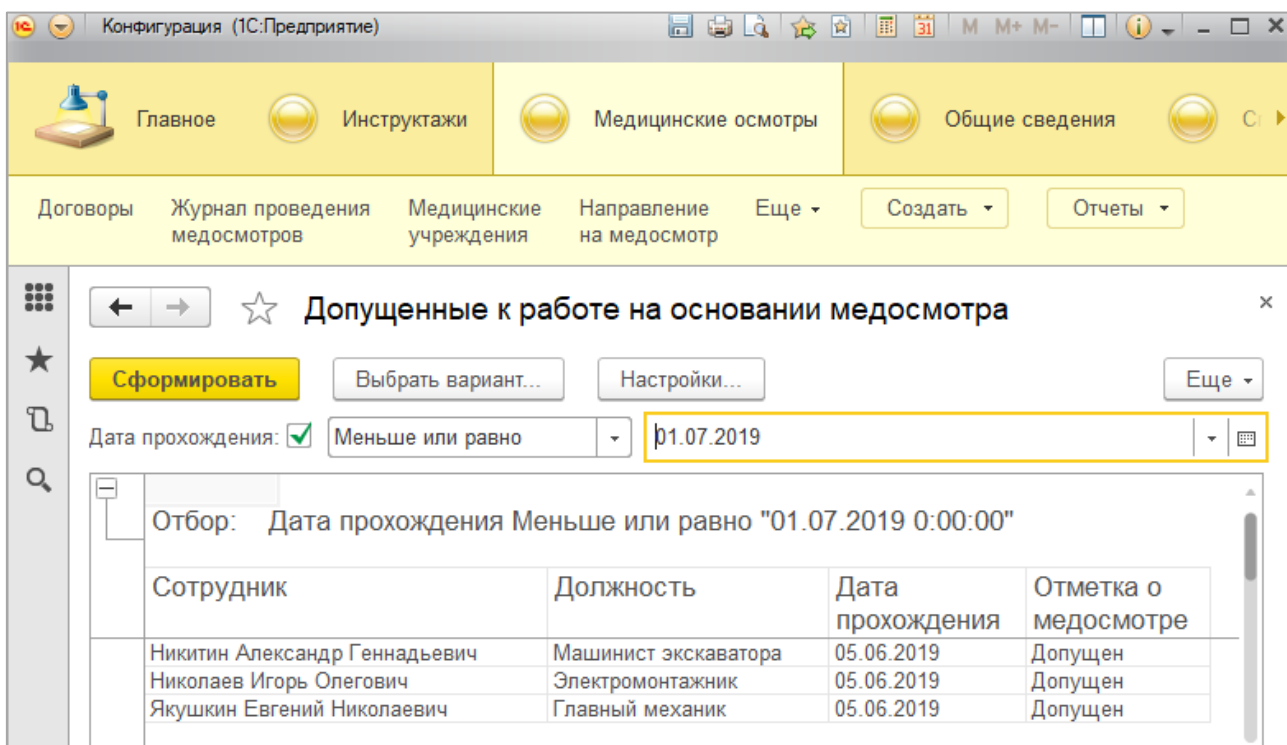 1С Конфигурация (1С:Предприятие) 31 M M+ M-
Главное Инструктажи Медицинские осмотры Общие сведения
Договоры Журнал проведения Медицинские Направление Еще Создать Отчеты
медосмотров учреждения на медосмотр
Допущенные к работе на основании медосмотра
Сформировать Выбрать вариант... Настройки... Еще
Дата прохождения: Меньше или равно 01.07.2019
Отбор: Дата прохождения Меньше или равно "01.07.2019 0:00:00"
Сотрудник Должность Дата Отметка о
прохождения медосмотре
Никитин Александр Геннадьевич Машинист экскаватора 05.06.2019 Допущен
Николаев Игорь Олегович Электромонтажник 05.06.2019 Допущен
Якушкин Евгений Николаевич Главный механик 05.06.2019 Допущен